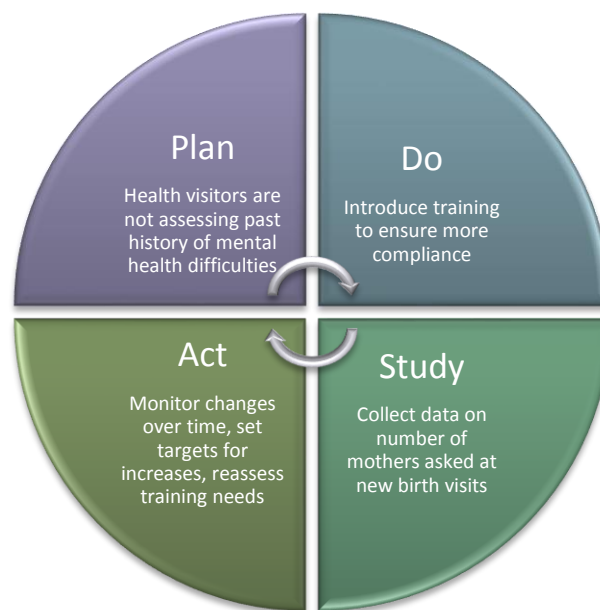 Plan
Health visitors are
not assessing past
history of mental
health difficulties
Do
Introduce training
to ensure more
compliance
Act
Monitor changes
over time, set
targets for
increases, reassess
training needs
Study
Collect data on
number of
mothers asked at
new birth visits